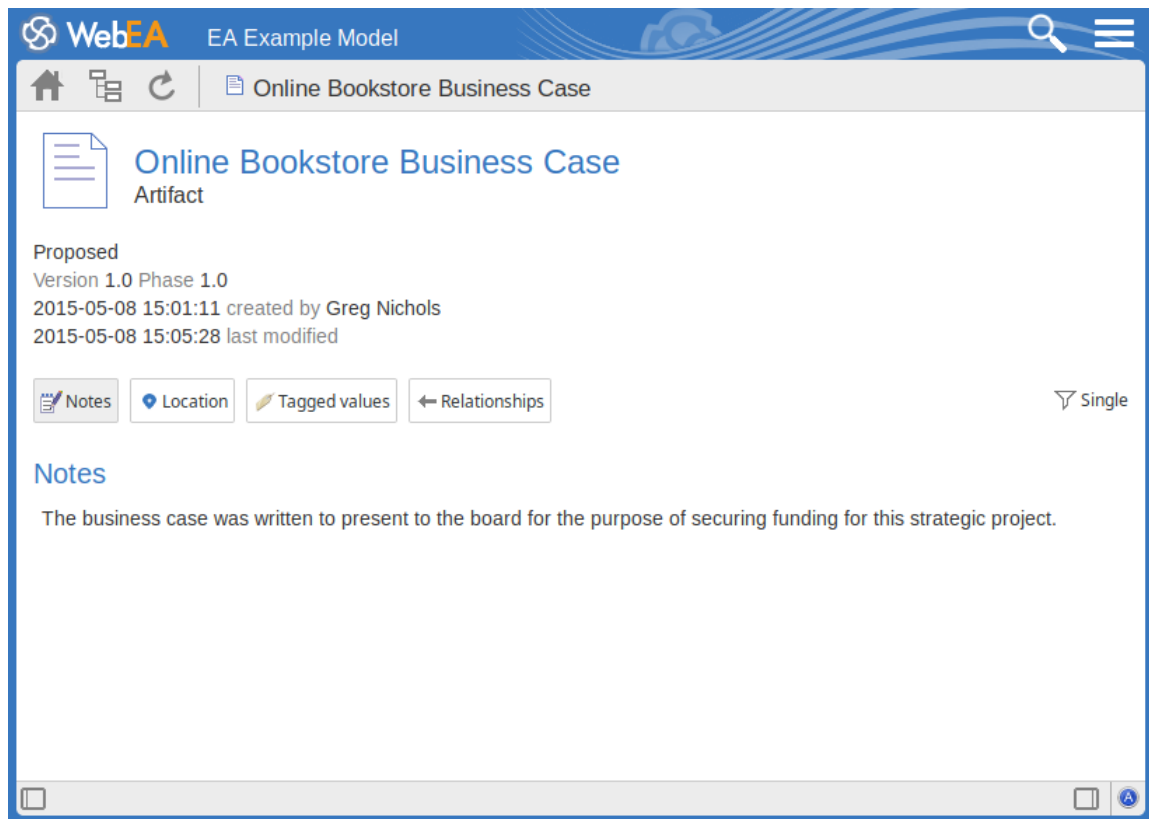 WebEA EA Example Model
Online Bookstore Business Case
Online Bookstore Business Case
Artifact
Proposed
Version 1.0 Phase 1.0
2015-05-08 15:01:11 created by Greg Nichols
2015-05-08 15:05:28 last modified
Notes Location Tagged values Relationships Single
Notes
The business case was written to present to the board for the purpose of securing funding for this strategic project.
A